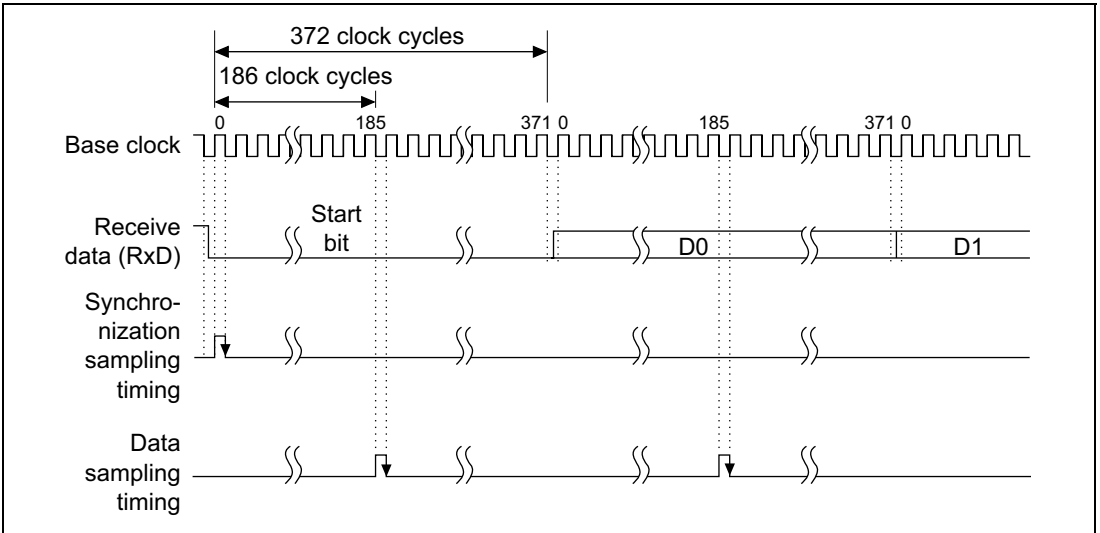 372 clock cycles
186 clock cycles
0 185 371 0 185 371 0
Base clock
Receive
data (RxD)
Start
bit
D0 D1
Synchro-
nization
sampling
timing
Data
sampling
timing